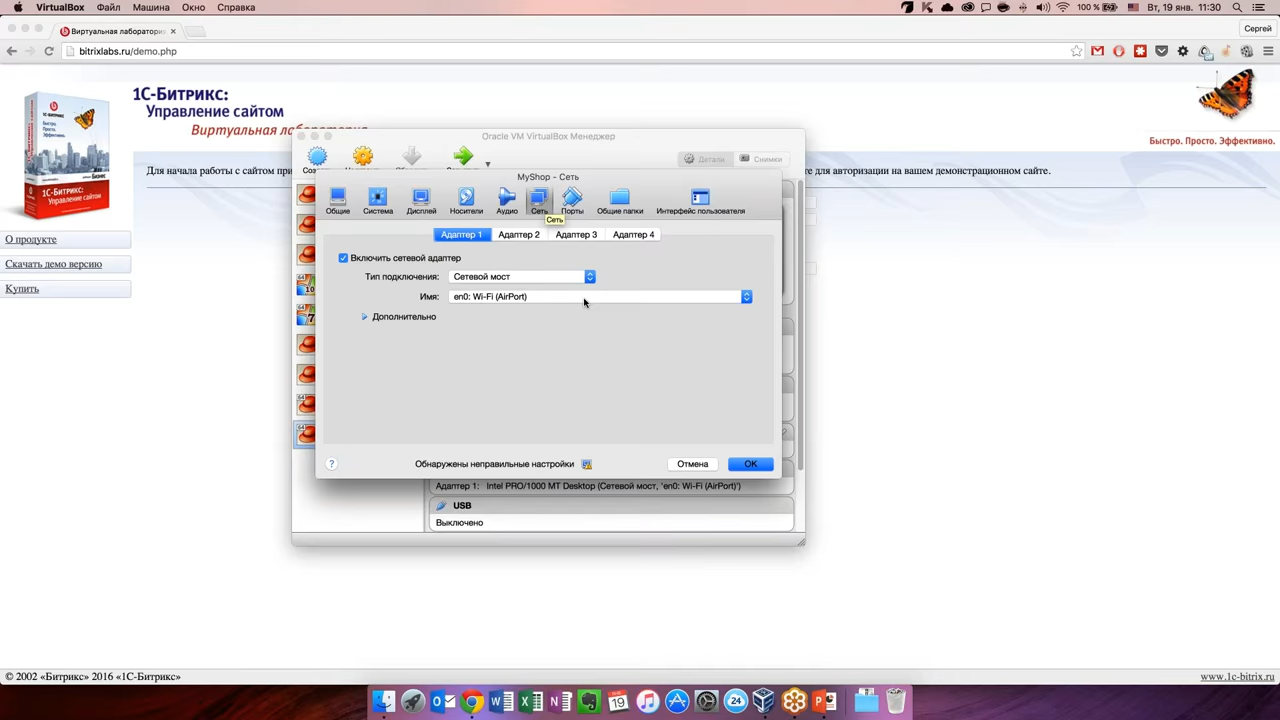 VirtualBox Файл Машина Окно Справка 100 % Вт, 19 янв. 11:30
Виртуальная лаборатори Сергей
bitrixlabs.ru/demo.php
1С-Битрикс:
Управление сайтом
Виртуальная лаборатория
Быстро. Просто. Эффективно.
Oracle VM VirtualBox Менеджер
Детали Снимки
Для начала работы с сайтом при е для авторизации на вашем демонстрационном сайте.
MyShop - Сеть
Общие Система Дисплей Носители Аудио Сеть Порты Общие папки Интерфейс пользователя
Сеть
Адаптер 1 Адаптер 2 Адаптер 3 Адаптер 4
О продукте
Скачать демо версию
Купить
Включить сетевой адаптер
Тип подключения: Сетевой мост
Имя: en0: Wi-Fi (AirPort)
Дополнительно
Обнаружены неправильные настройки Отмена OK
Адаптер 1: Intel PRO/1000 MT Desktop (Сетевой мост, 'en0: Wi-Fi (AirPort)')
USB
Выключено
© 2002 «Битрикс» 2016 «1С-Битрикс» www.1c-bitrix.ru
19 24